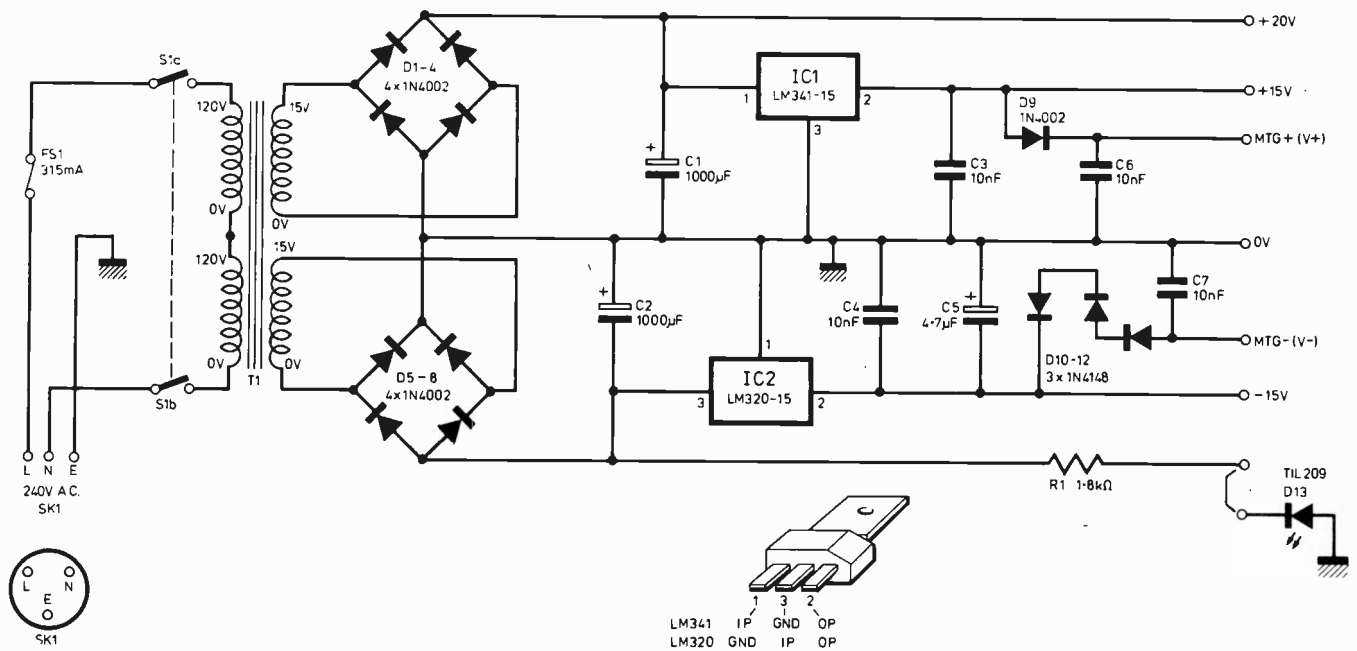 S1c
FS1
315mA
120V
0V
120V
0V
15V
0V
15V
0V
T1
S1b
L N E
240V A.C.
SK1
L N
E
SK1
D1-4
4x1N4002
D5-8
4x1N4002
+
C1
1000µF
+
C2
1000µF
IC1
LM341-15
1
2
3
IC2
LM320-15
1
3
2
C3
10nF
D9
1N4002
C6
10nF
C4
10nF
+
C5
4·7µF
D10-12
3 x 1N4148
C7
10nF
+20V
+15V
MTG+(V+)
0V
MTG-(V-)
-15V
R1 1·8kΩ
TIL209
D13
C
1 3 2
LM341 IP GND OP
LM320 GND IP OP